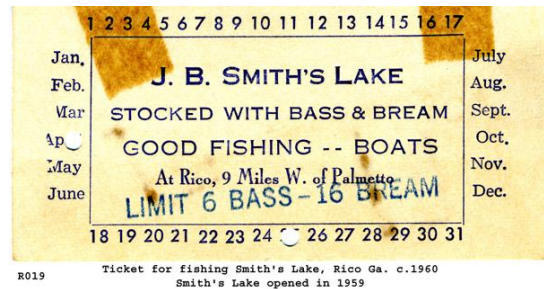 1 2 3 4 5 6 7 8 9 10 11 12 13 14 15 16 17
Jan.
Feb.
Mar
Ap
May
June
J. B. SMITH'S LAKE
STOCKED WITH BASS & BREAM
GOOD FISHING -- BOATS
At Rico, 9 Miles W. of Palmetto
LIMIT 6 BASS - 16 BREAM
July
Aug.
Sept.
Oct.
Nov.
Dec.
18 19 20 21 22 23 24 26 27 28 29 30 31
R019
Ticket for fishing Smith's Lake, Rico Ga. c.1960
Smith's Lake opened in 1959